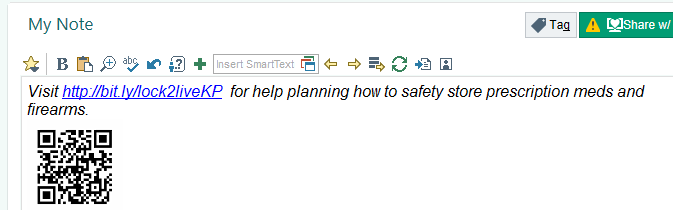 My Note
Tag
Share w/
B
abc
Insert SmartText
Visit http://bit.ly/lock2liveKP for help planning how to safety store prescription meds and
firearms.